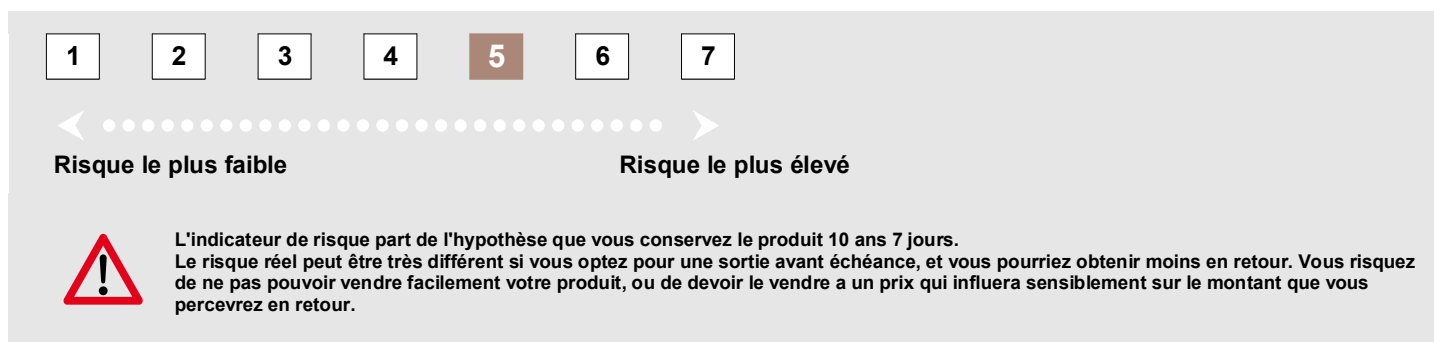 1 2 3 4 5 6 7
Risque le plus faible Risque le plus élevé
L'indicateur de risque part de l'hypothèse que vous conservez le produit 10 ans 7 jours.
Le risque réel peut être très différent si vous optez pour une sortie avant échéance, et vous pourriez obtenir moins en retour. Vous risquez
de ne pas pouvoir vendre facilement votre produit, ou de devoir le vendre a un prix qui influera sensiblement sur le montant que vous
percevrez en retour.